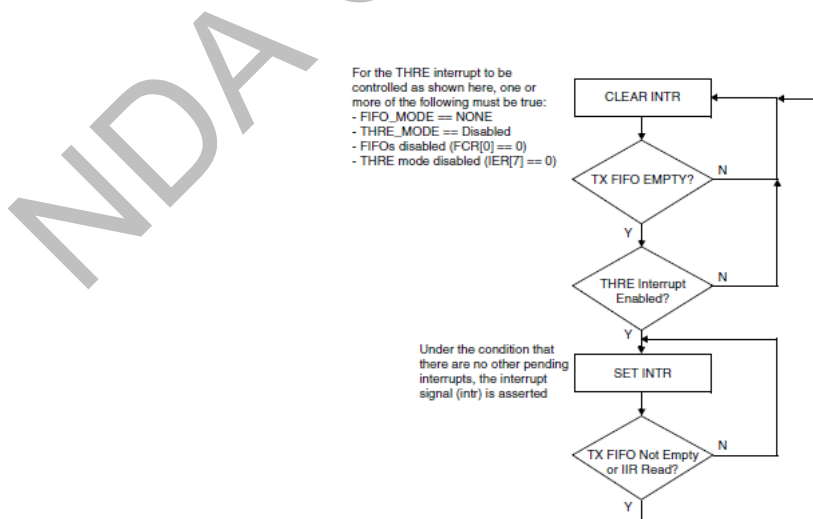 NDA
For the THRE interrupt to be
controlled as shown here, one or
more of the following must be true:
- FIFO_MODE == NONE
- THRE_MODE == Disabled
- FIFOs disabled (FCR[0] == 0)
- THRE mode disabled (IER[7] == 0)
CLEAR INTR
TX FIFO EMPTY?
N
Y
THRE Interrupt
Enabled?
N
Y
Under the condition that
there are no other pending
interrupts, the interrupt
signal (intr) is asserted
SET INTR
TX FIFO Not Empty
or IIR Read?
N
Y